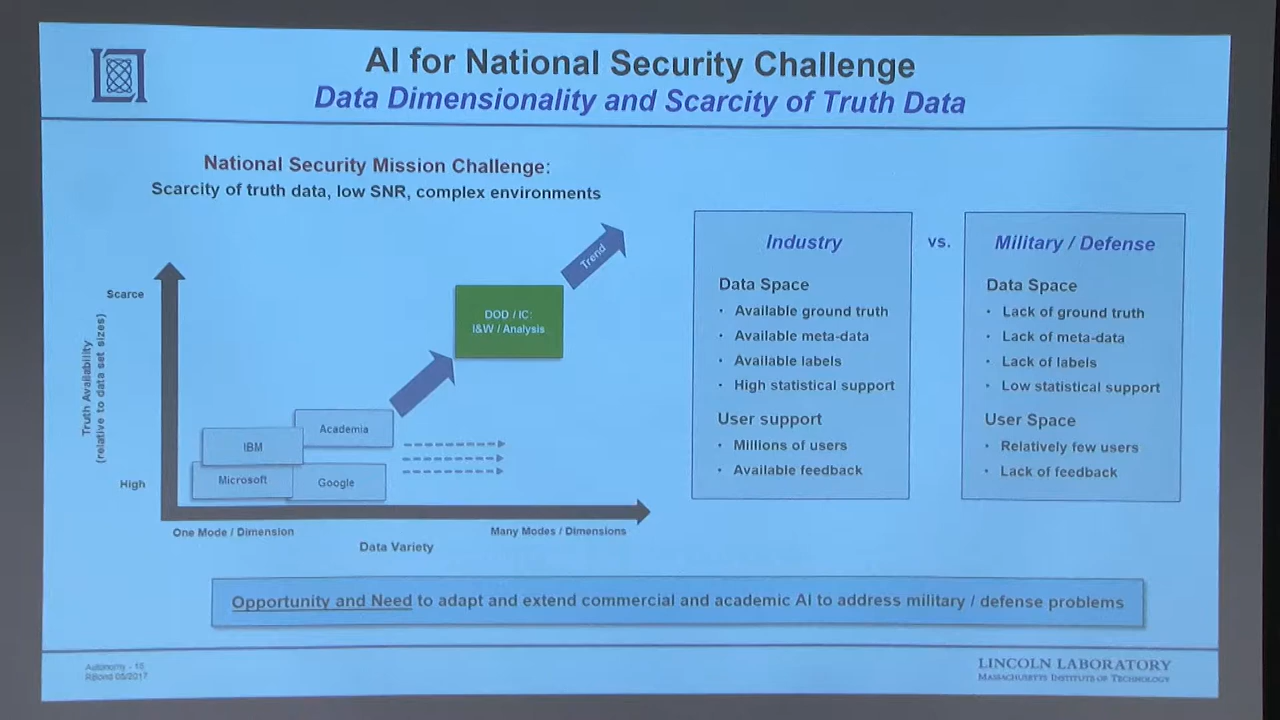 AI for National Security Challenge
Data Dimensionality and Scarcity of Truth Data
National Security Mission Challenge:
Scarcity of truth data, low SNR, complex environments
Trend
Scarce
DOD / IC:
I&W / Analysis
Truth Availability
(relative to data set sizes)
Academia
IBM
Microsoft
Google
High
One Mode / Dimension
Many Modes / Dimensions
Data Variety
Industry
Data Space
· Available ground truth
· Available meta-data
· Available labels
· High statistical support
User support
· Millions of users
· Available feedback
vs.
Military / Defense
Data Space
· Lack of ground truth
· Lack of meta-data
· Lack of labels
· Low statistical support
User Space
· Relatively few users
· Lack of feedback
Opportunity and Need to adapt and extend commercial and academic AI to address military / defense problems
Autonomy - 16
RBond 05/2017
LINCOLN LABORATORY
MASSACHUSETTS INSTITUTE OF TECHNOLOGY